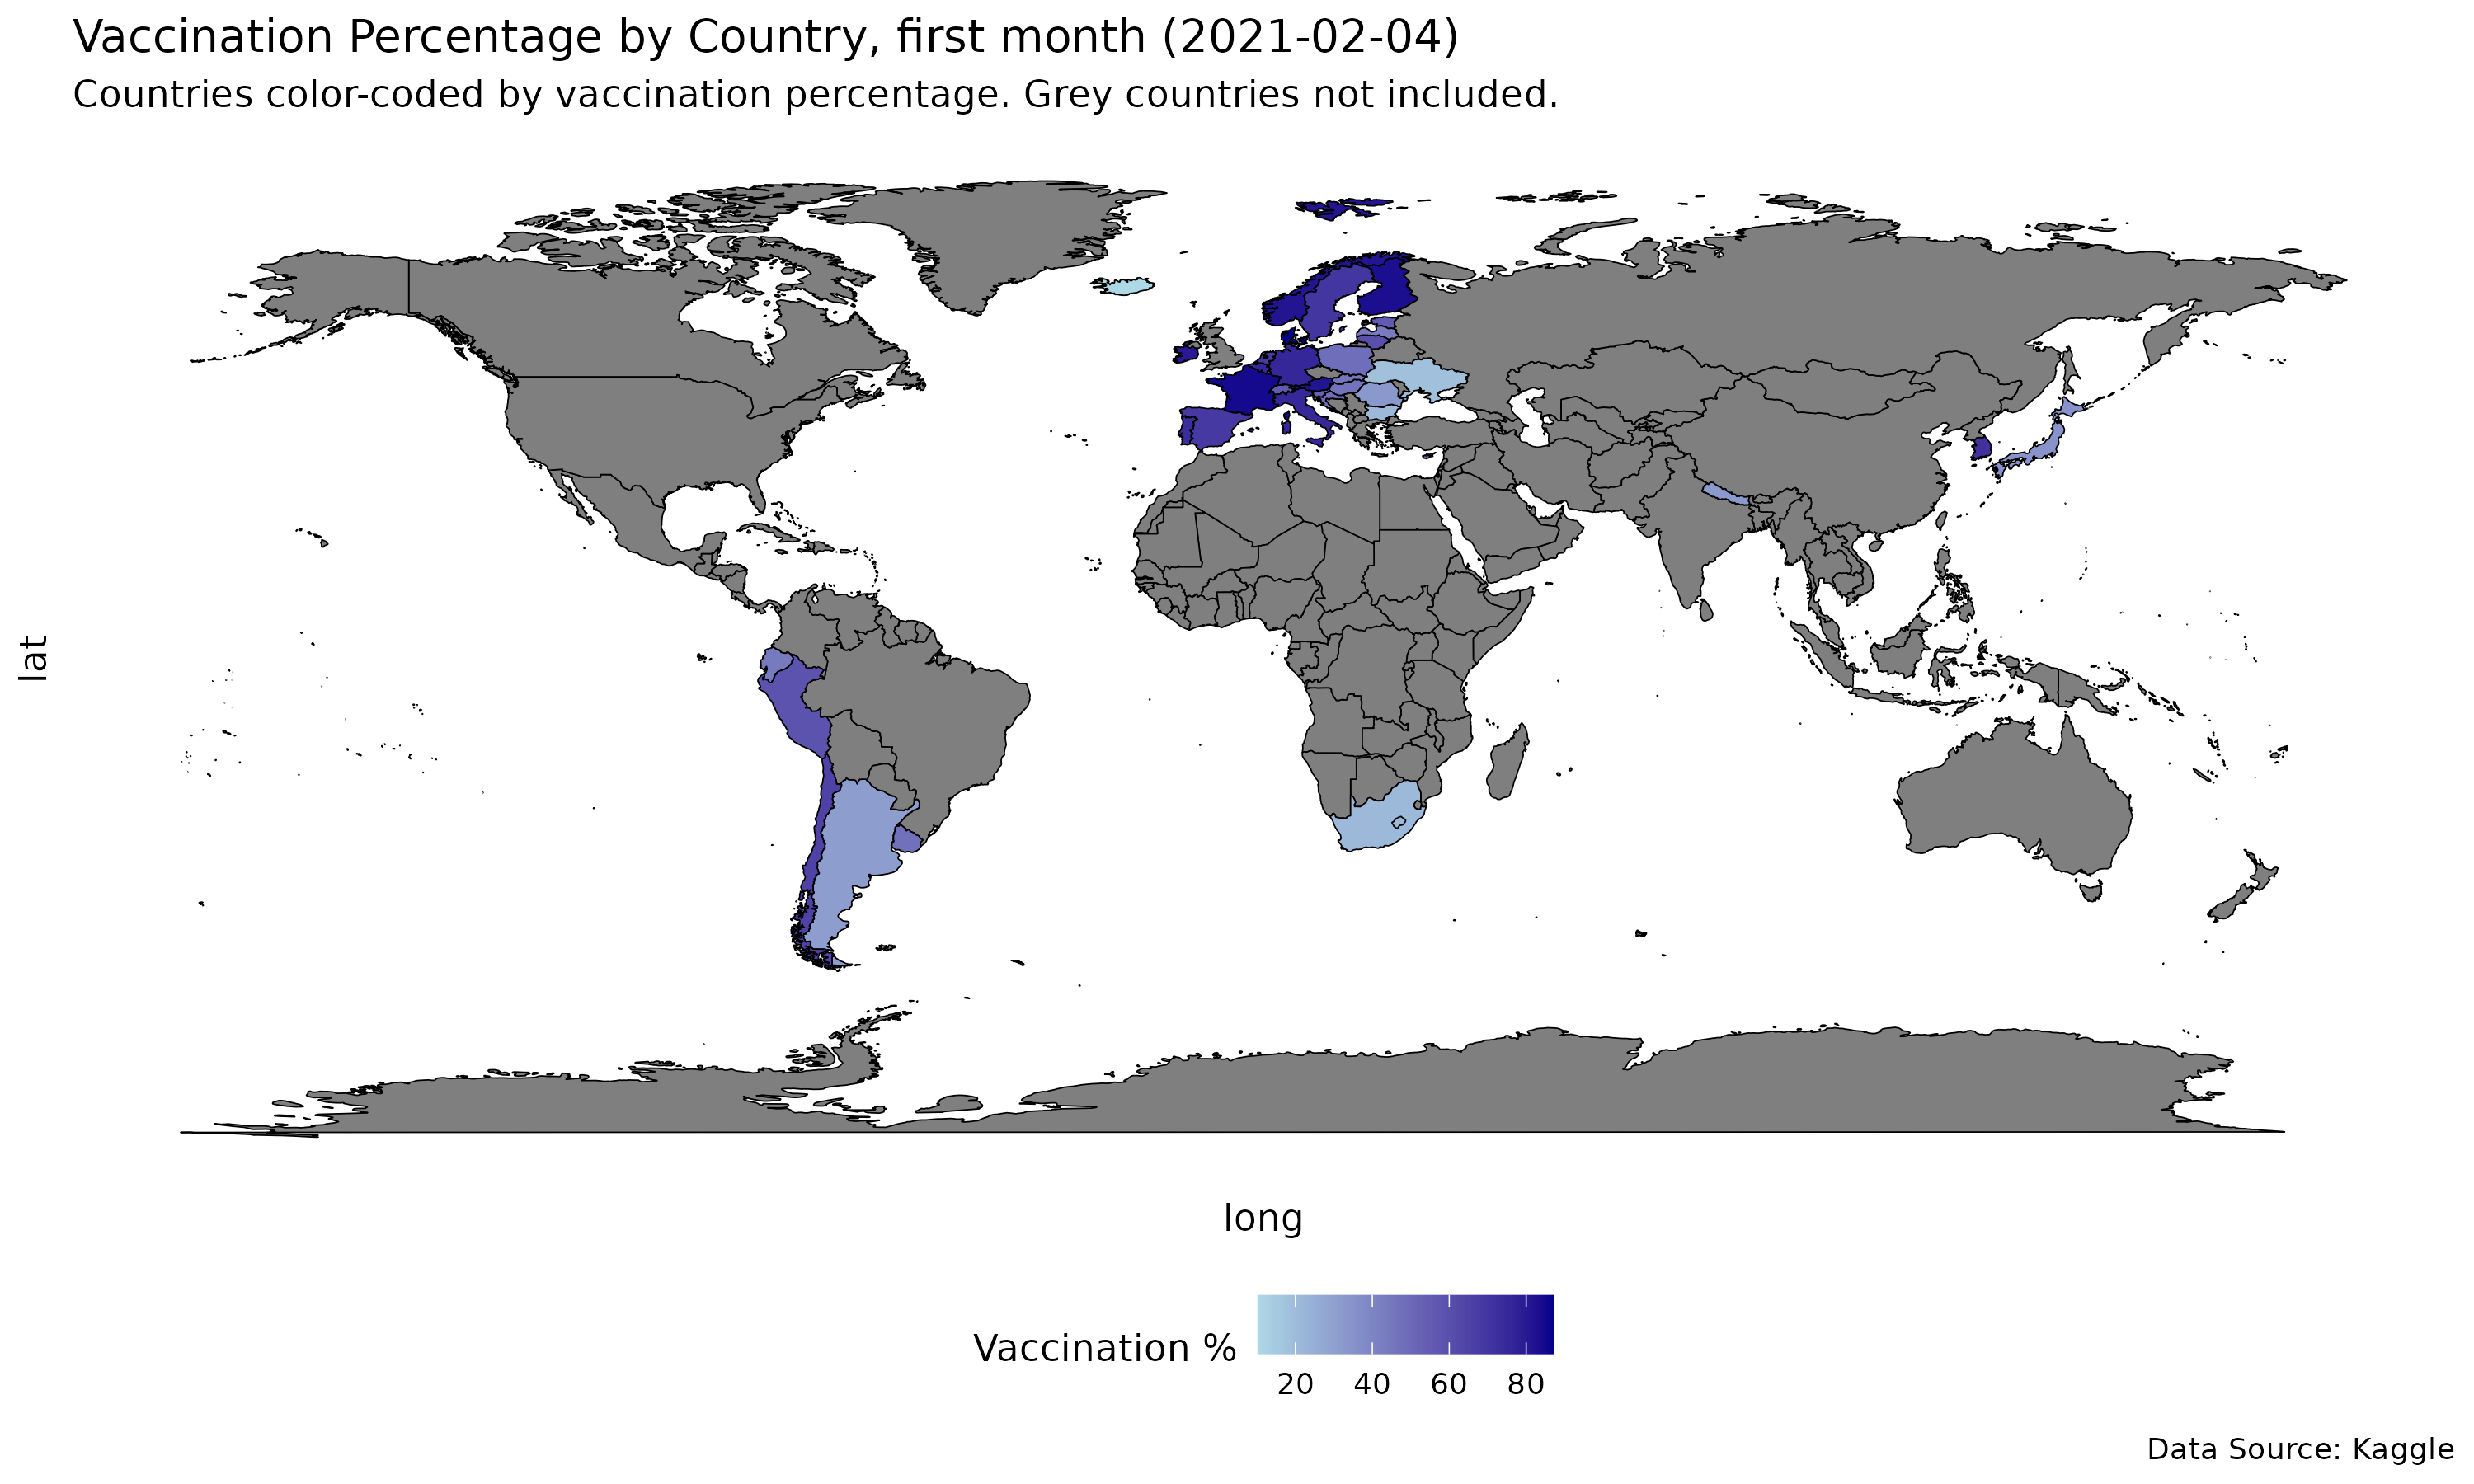 Vaccination Percentage by Country, first month (2021-02-04)
Countries color-coded by vaccination percentage. Grey countries not included.
lat
long
Vaccination %
20 40 60 80
Data Source: Kaggle